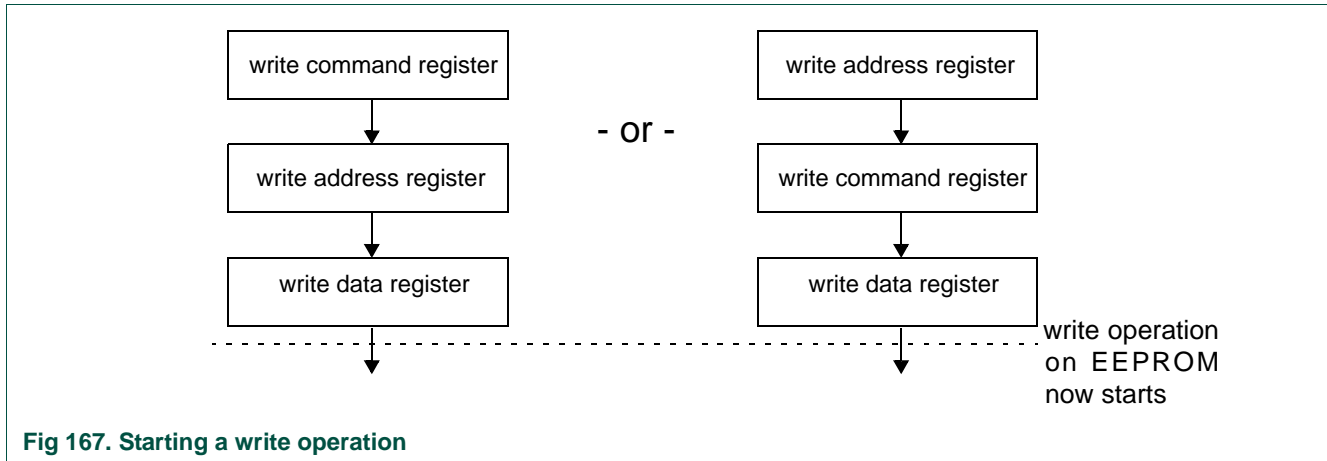 write command register
write address register
write data register
- or -
write address register
write command register
write data register
write operation
on EEPROM
now starts
Fig 167. Starting a write operation